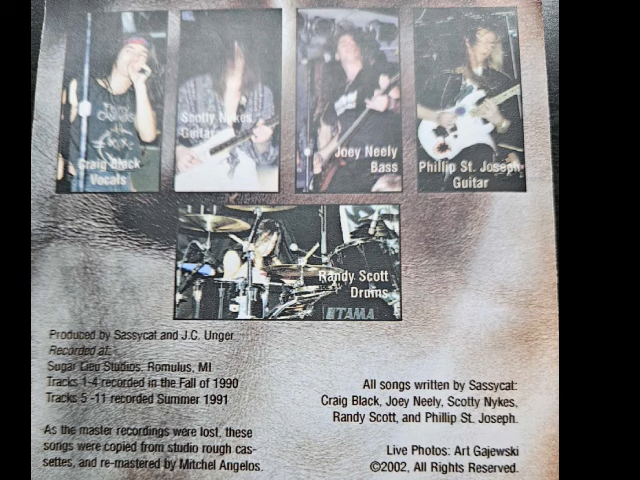 Craig Black
Vocals
Scotty Nykes
Guitar
Joey Neely
Bass
Phillip St. Joseph
Guitar
Randy Scott
Drums
TAMA
Produced by Sassycat and J.C. Unger
Recorded at:
Sugar Lieu Studios, Romulus, MI
Tracks 1-4 recorded in the Fall of 1990
Tracks 5 -11 recorded Summer 1991
As the master recordings were lost, these
songs were copied from studio rough cas-
settes, and re-mastered by Mitchel Angelos.
All songs written by Sassycat:
Craig Black, Joey Neely, Scotty Nykes,
Randy Scott, and Phillip St. Joseph.
Live Photos: Art Gajewski
©2002, All Rights Reserved.